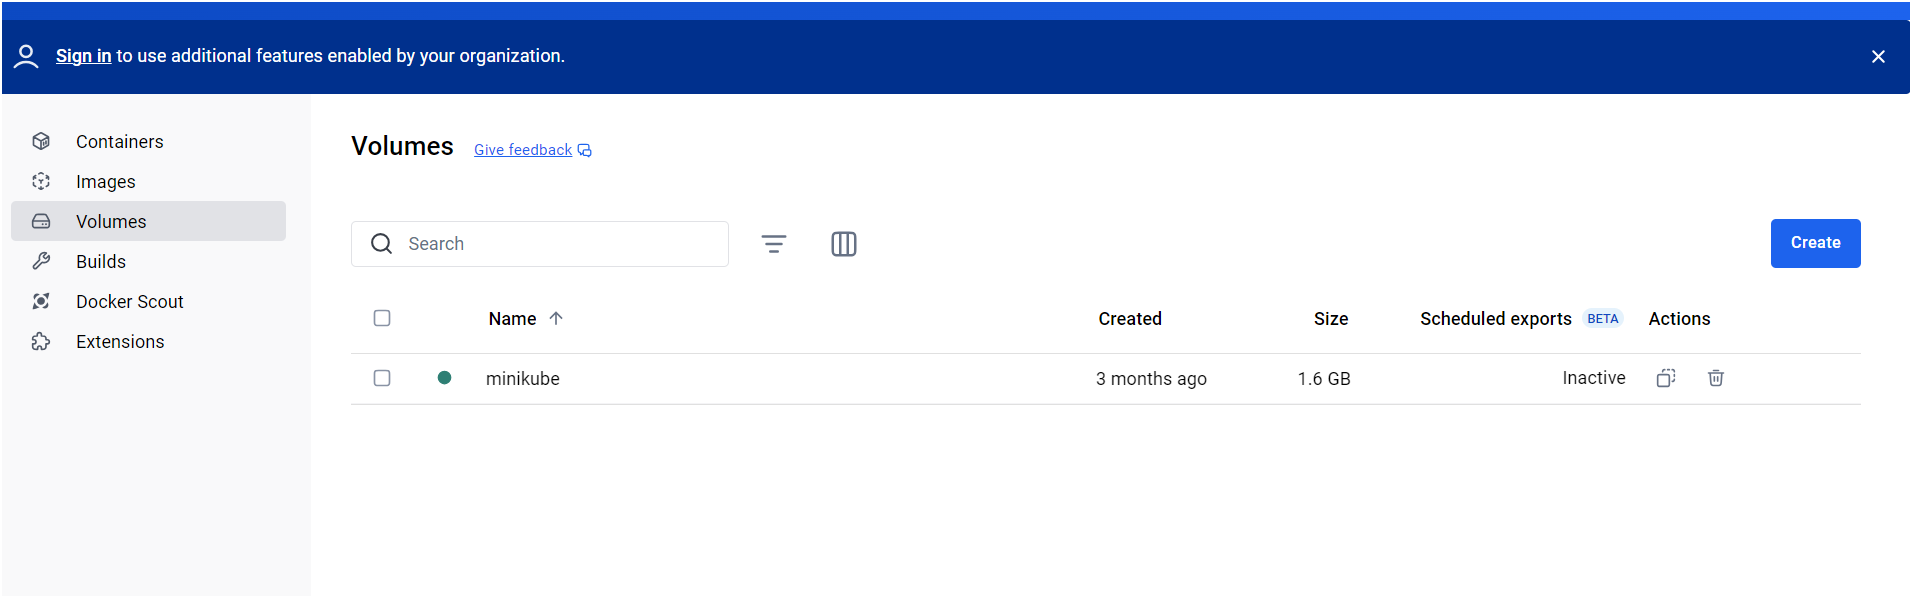 Sign in to use additional features enabled by your organization.
Containers
Images
Volumes
Builds
Docker Scout
Extensions
Volumes Give feedback
Search
Create
Name Created Size Scheduled exports BETA Actions
minikube 3 months ago 1.6 GB Inactive